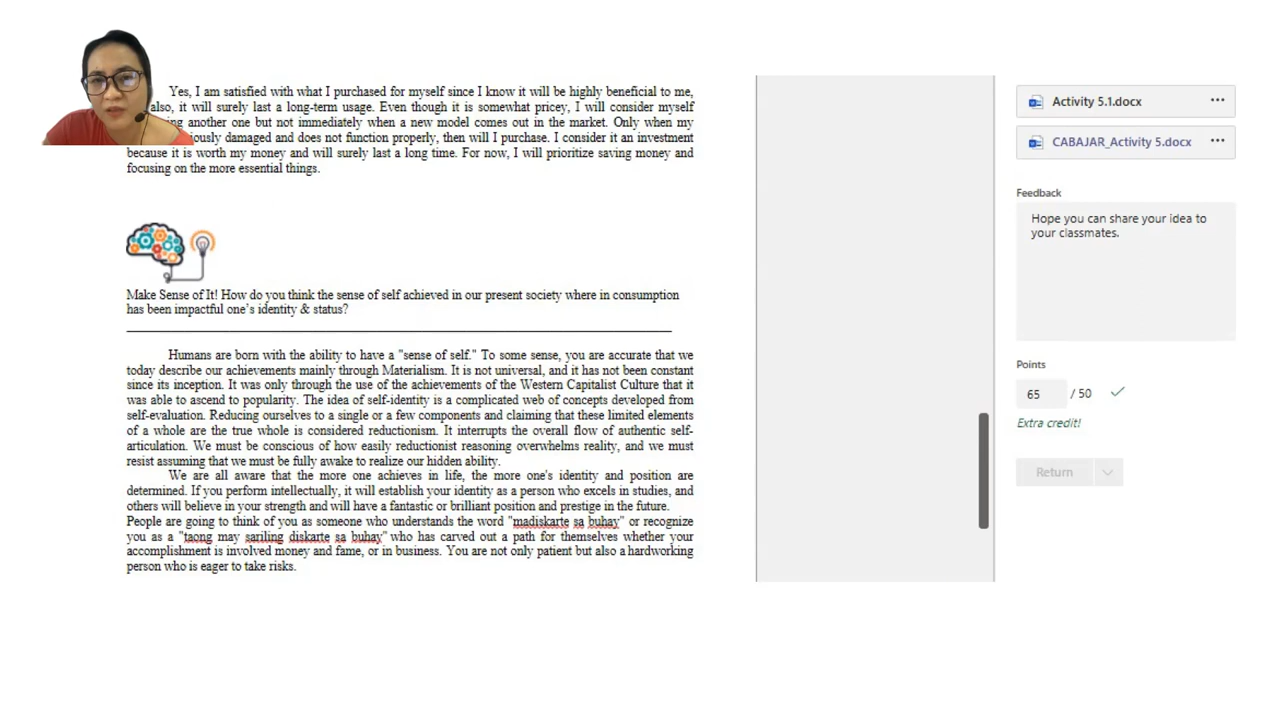 Yes, I am satisfied with what I purchased for myself since I know it will be highly beneficial to me,
also, it will surely last a long-term usage. Even though it is somewhat pricey, I will consider myself
another one but not immediately when a new model comes out in the market. Only when my
damaged and does not function properly, then will I purchase. I consider it an investment
because it is worth my money and will surely last a long time. For now, I will prioritize saving money and
focusing on the more essential things.
Make Sense of It! How do you think the sense of self achieved in our present society where in consumption
has been impactful one's identity & status?
Humans are born with the ability to have a "sense of self." To some sense, you are accurate that we
today describe our achievements mainly through Materialism. It is not universal, and it has not been constant
since its inception. It was only through the use of the achievements of the Western Capitalist Culture that it
was able to ascend to popularity. The idea of self-identity is a complicated web of concepts developed from
self-evaluation. Reducing ourselves to a single or a few components and claiming that these limited elements
of a whole are the true whole is considered reductionism. It interrupts the overall flow of authentic self-
articulation. We must be conscious of how easily reductionist reasoning overwhelms reality, and we must
resist assuming that we must be fully awake to realize our hidden ability.
We are all aware that the more one achieves in life, the more one's identity and position are
determined. If you perform intellectually, it will establish your identity as a person who excels in studies, and
others will believe in your strength and will have a fantastic or brilliant position and prestige in the future.
People are going to think of you as someone who understands the word "madiskarte sa buhay" or recognize
you as a "taong may sariling diskarte sa buhay" who has carved out a path for themselves whether your
accomplishment is involved money and fame, or in business. You are not only patient but also a hardworking
person who is eager to take risks.
Activity 5.1.docx
CABAJAR_Activity 5.docx
Feedback
Hope you can share your idea to
your classmates.
Points
65 / 50
Extra credit!
Return